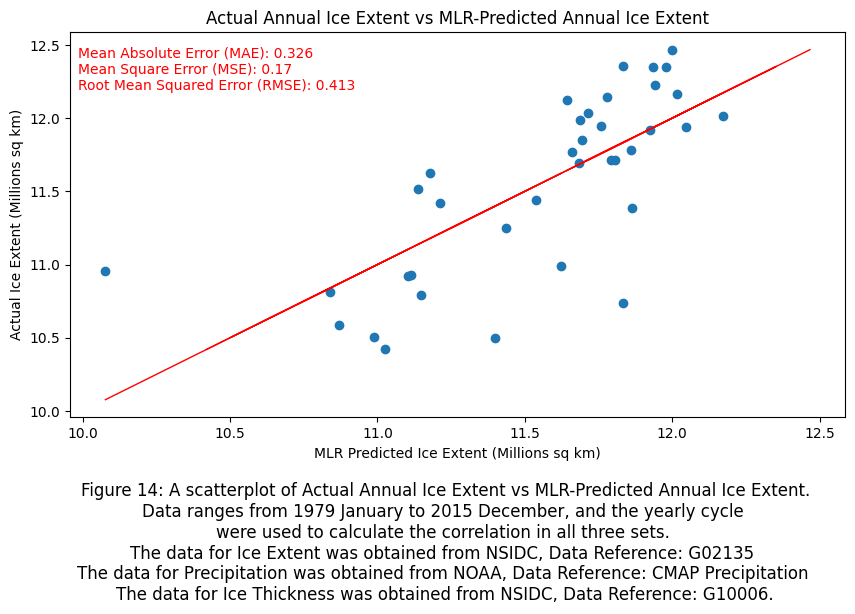 Actual Annual Ice Extent vs MLR-Predicted Annual Ice Extent
Mean Absolute Error (MAE): 0.326
Mean Square Error (MSE): 0.17
Root Mean Squared Error (RMSE): 0.413
Actual Ice Extent (Millions sq km)
12.5
12.0
11.5
11.0
10.5
10.0
10.0 10.5 11.0 11.5 12.0 12.5
MLR Predicted Ice Extent (Millions sq km)
Figure 14: A scatterplot of Actual Annual Ice Extent vs MLR-Predicted Annual Ice Extent.
Data ranges from 1979 January to 2015 December, and the yearly cycle
were used to calculate the correlation in all three sets.
The data for Ice Extent was obtained from NSIDC, Data Reference: G02135
The data for Precipitation was obtained from NOAA, Data Reference: CMAP Precipitation
The data for Ice Thickness was obtained from NSIDC, Data Reference: G10006.